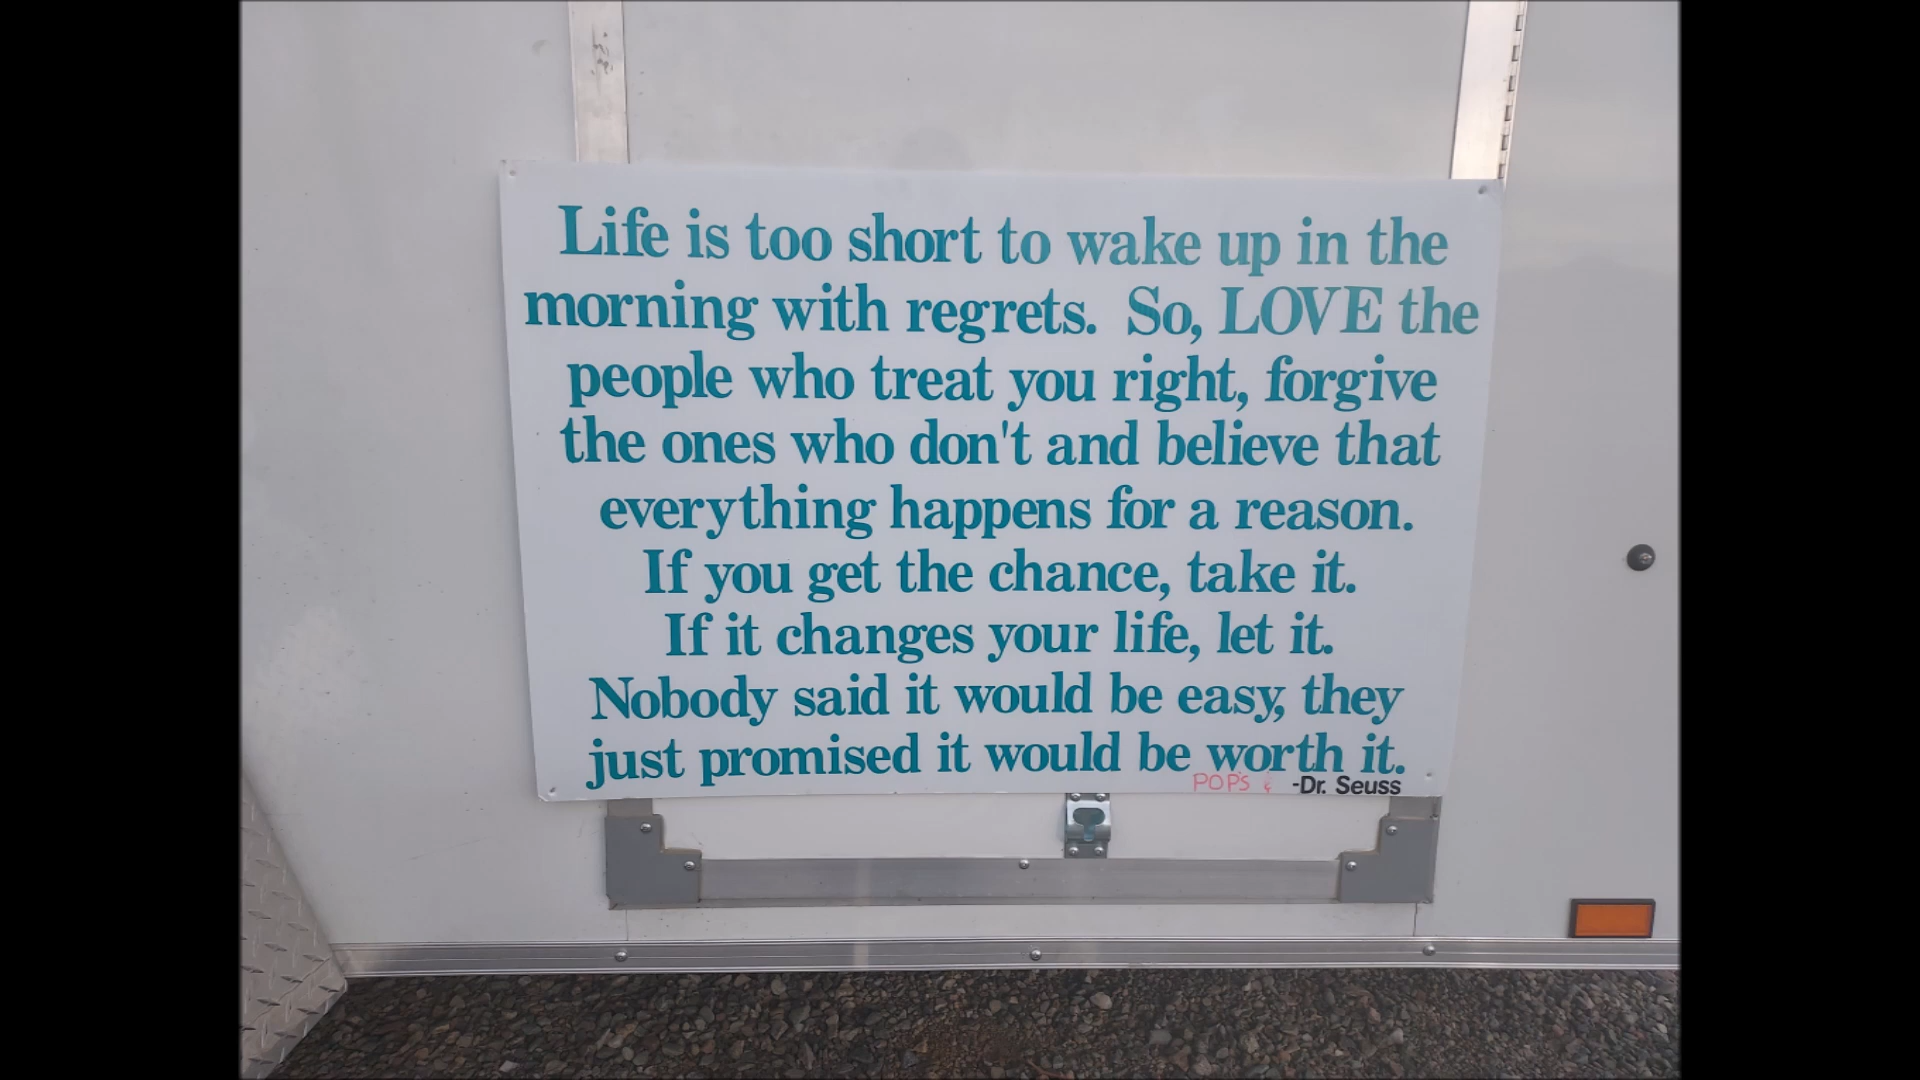 Life is too short to wake up in the
morning with regrets. So, LOVE the
people who treat you right, forgive
the ones who don't and believe that
everything happens for a reason.
If you get the chance, take it.
If it changes your life, let it.
Nobody said it would be easy, they
just promised it would be worth it.
POP'S & -Dr. Seuss